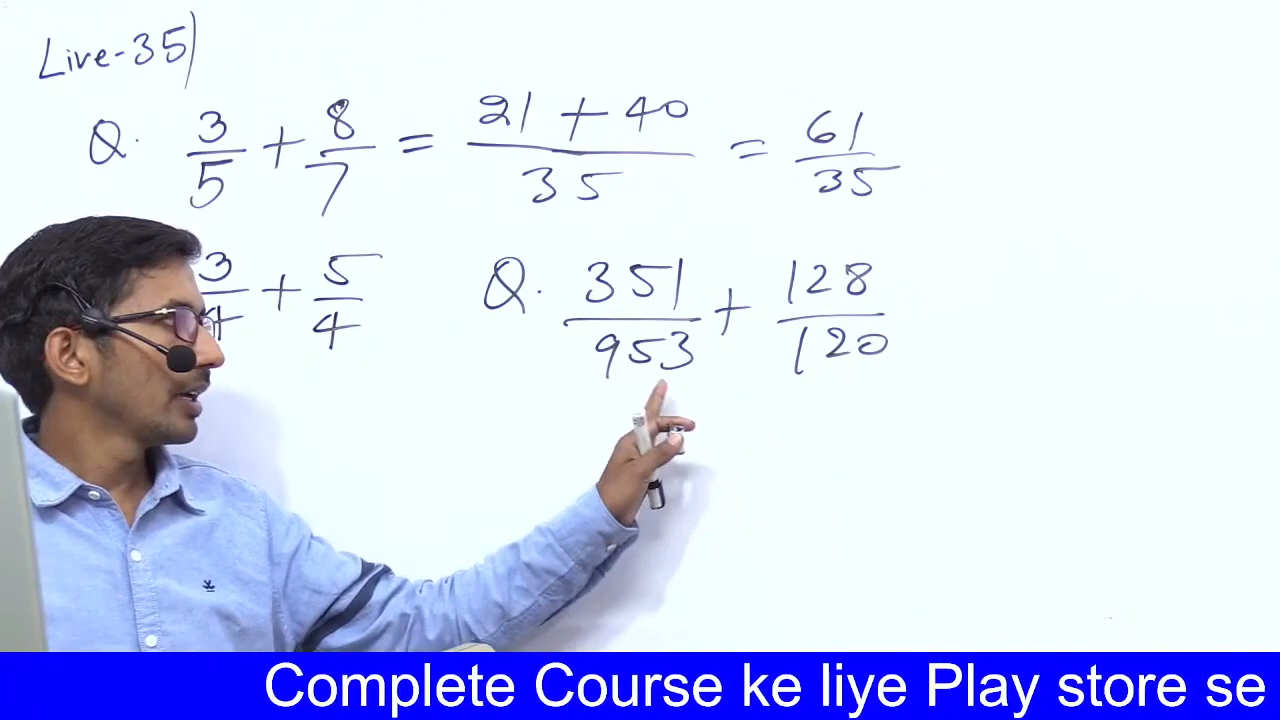 Live-35)
Q. 3/5 + 8/7 = 21 + 40/35 = 61/35
3/4 + 5/4
Q. 351/953 + 128/120
Complete Course ke liye Play store se